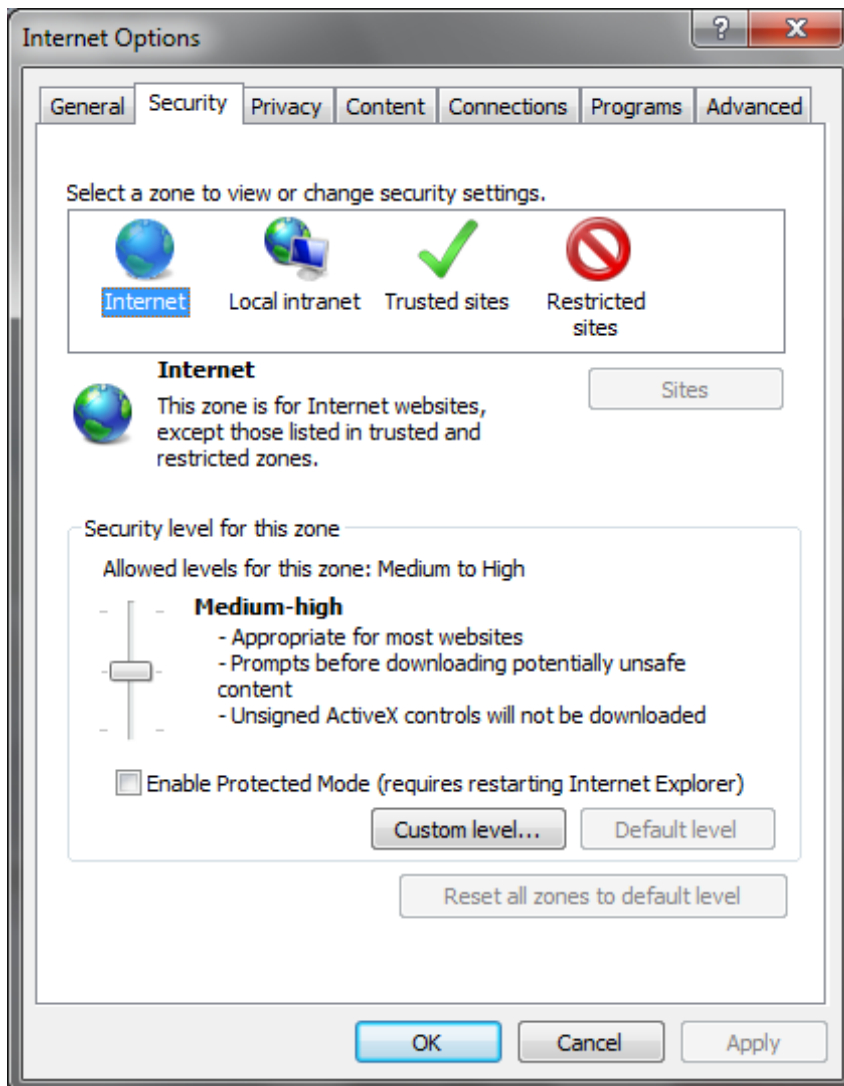 Internet Options
?
X
General Security Privacy Content Connections Programs Advanced
Select a zone to view or change security settings.
Internet Local intranet Trusted sites Restricted
sites
Internet
Sites
This zone is for Internet websites,
except those listed in trusted and
restricted zones.
Security level for this zone
Allowed levels for this zone: Medium to High
Medium-high
- Appropriate for most websites
- Prompts before downloading potentially unsafe
content
- Unsigned ActiveX controls will not be downloaded
Enable Protected Mode (requires restarting Internet Explorer)
Custom level... Default level
Reset all zones to default level
OK Cancel Apply